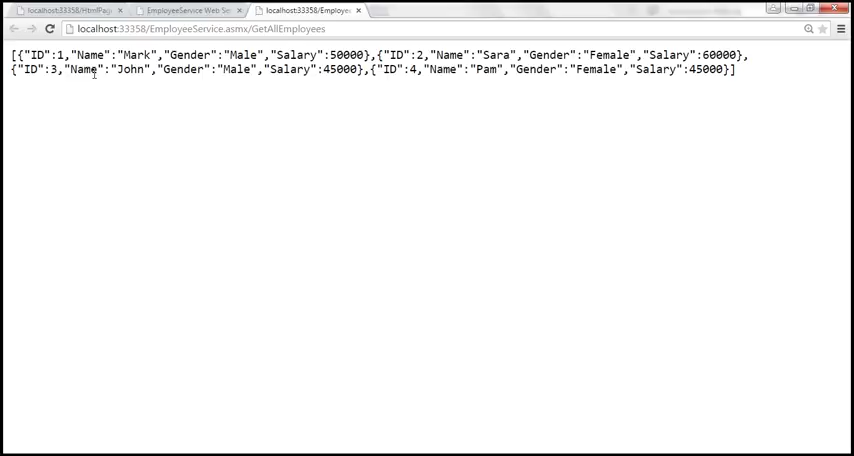 localhost:33358/HtmlPag
EmployeeService Web Se
localhost:33358/Employe
localhost:33358/EmployeeService.asmx/GetAllEmployees
[{"ID":1,"Name":"Mark","Gender":"Male","Salary":50000},{"ID":2,"Name":"Sara","Gender":"Female","Salary":60000},
{"ID":3,"Name":"John","Gender":"Male","Salary":45000},{"ID":4,"Name":"Pam","Gender":"Female","Salary":45000}]